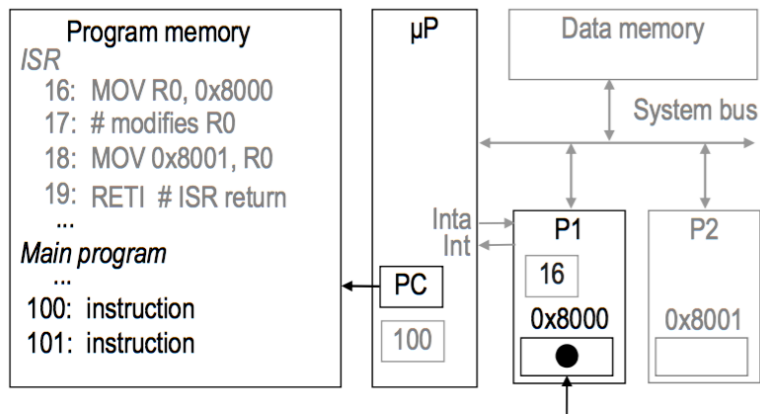 Program memory
ISR
16: MOV R0, 0x8000
17: # modifies R0
18: MOV 0x8001, R0
19: RETI # ISR return
...
Main program
...
100: instruction
101: instruction
μP
Inta
Int
PC
100
Data memory
System bus
P1
16
0x8000
P2
0x8001